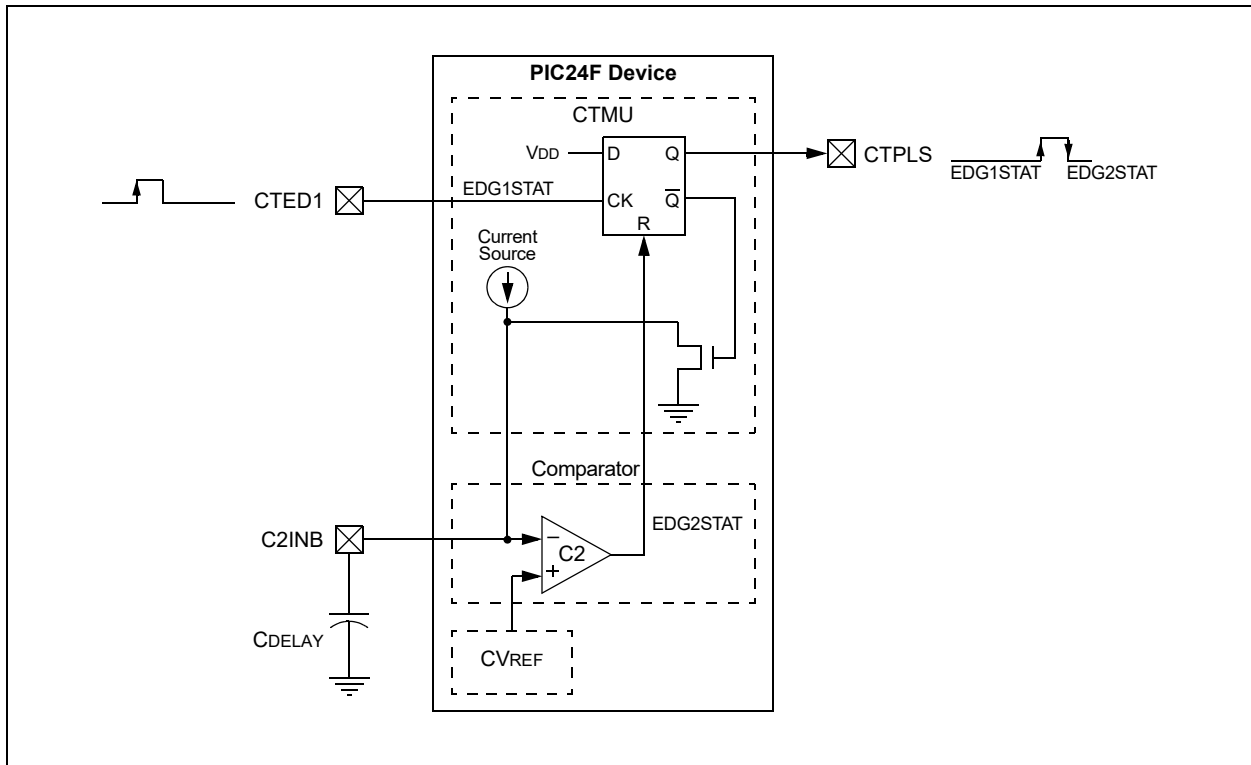 PIC24F Device
CTMU
VDD
D
Q
CTPLS
EDG1STAT
EDG2STAT
CTED1
EDG1STAT
CK
Q
R
Current
Source
Comparator
C2INB
EDG2STAT
−
C2
+
CDELAY
CVREF